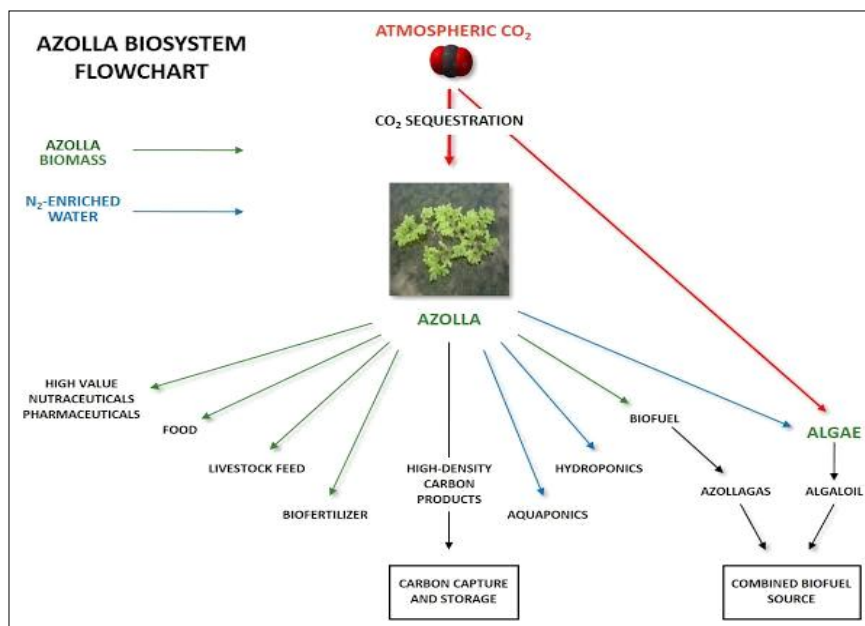 AZOLLA BIOSYSTEM
FLOWCHART
ATMOSPHERIC CO₂
CO₂ SEQUESTRATION
AZOLLA
BIOMASS
N₂-ENRICHED
WATER
AZOLLA
HIGH VALUE
NUTRACEUTICALS
PHARMACEUTICALS
FOOD
LIVESTOCK FEED
BIOFERTILIZER
HIGH-DENSITY
CARBON
PRODUCTS
AQUAPONICS
HYDROPONICS
BIOFUEL
ALGAE
AZOLLAGAS
ALGALOIL
CARBON CAPTURE
AND STORAGE
COMBINED BIOFUEL
SOURCE